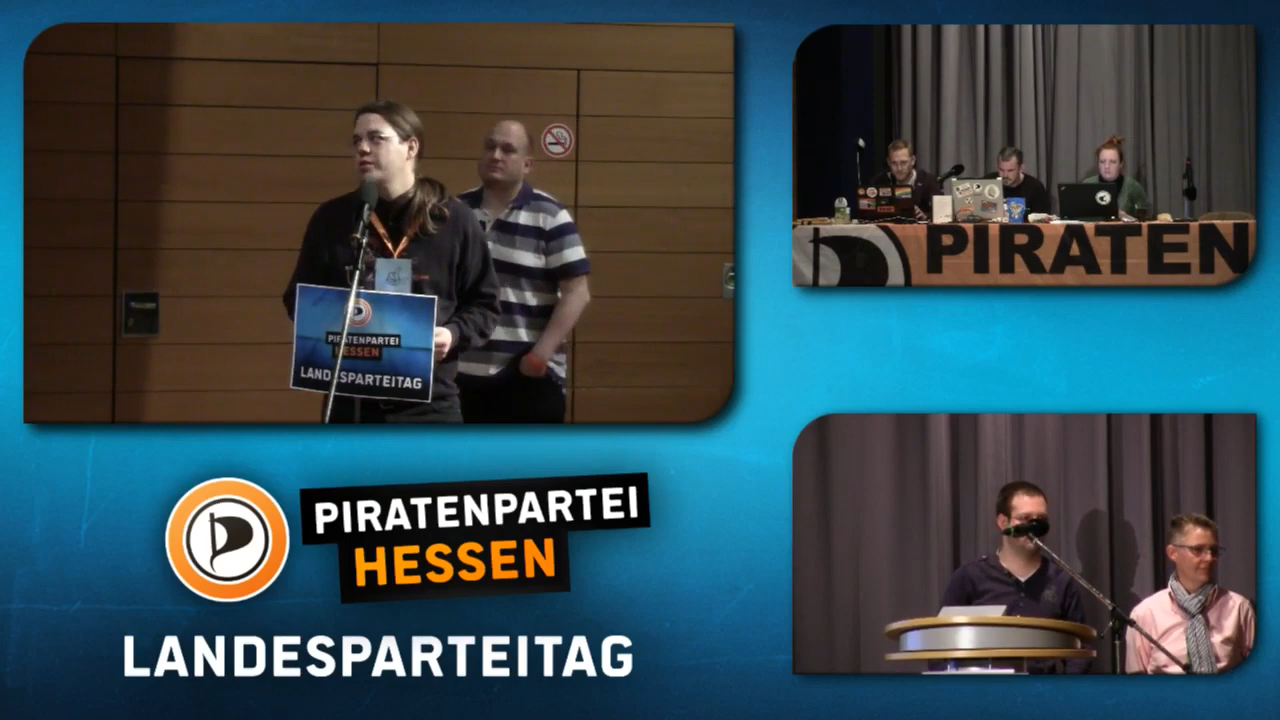 PIRATENPARTEI
HESSEN
LANDESPARTEITAG
PIRATEN
PIRATENPARTEI
HESSEN
LANDESPARTEITAG